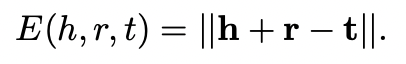 E(h, r, t) = ||h + r − t||.